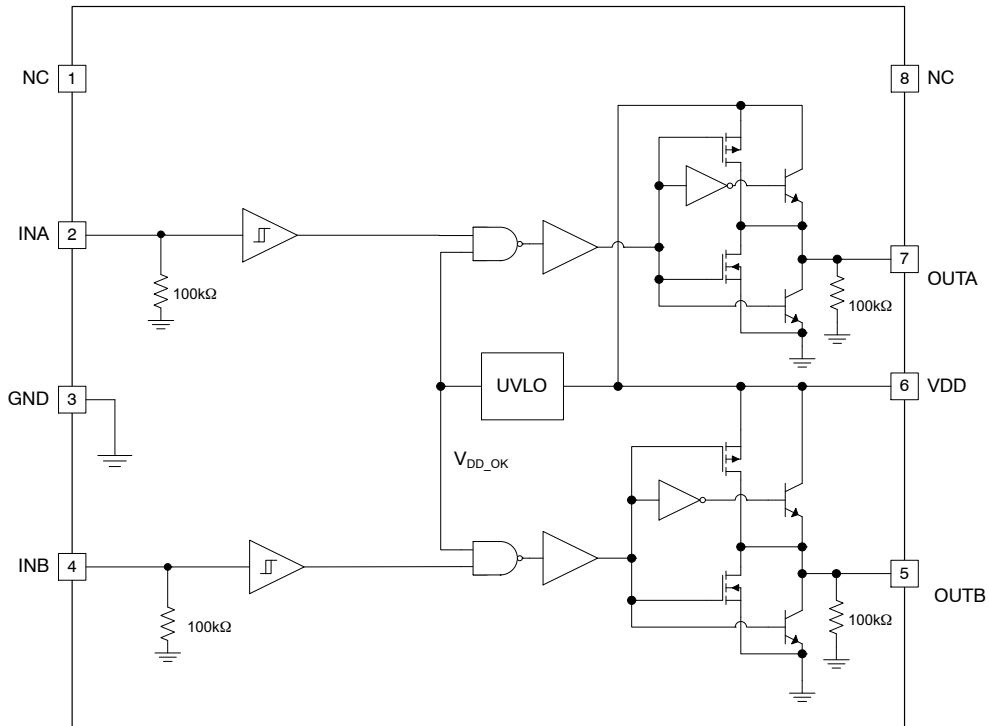 NC 1
8 NC
INA 2
100kΩ
7 OUTA
100kΩ
GND 3
UVLO
6 VDD
V_DD_OK
INB 4
100kΩ
5 OUTB
100kΩ